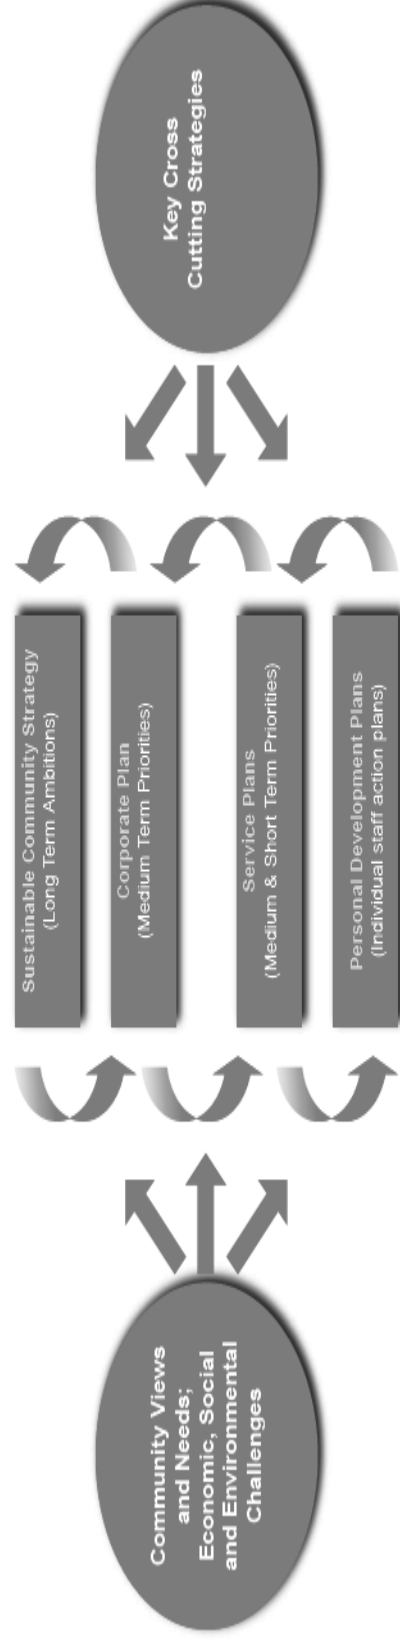 Community Views
and Needs;
Economic, Social
and Environmental
Challenges
Sustainable Community Strategy
(Long Term Ambitions)
Corporate Plan
(Medium Term Priorities)
Service Plans
(Medium & Short Term Priorities)
Personal Development Plans
(Individual staff action plans)
Key Cross
Cutting Strategies